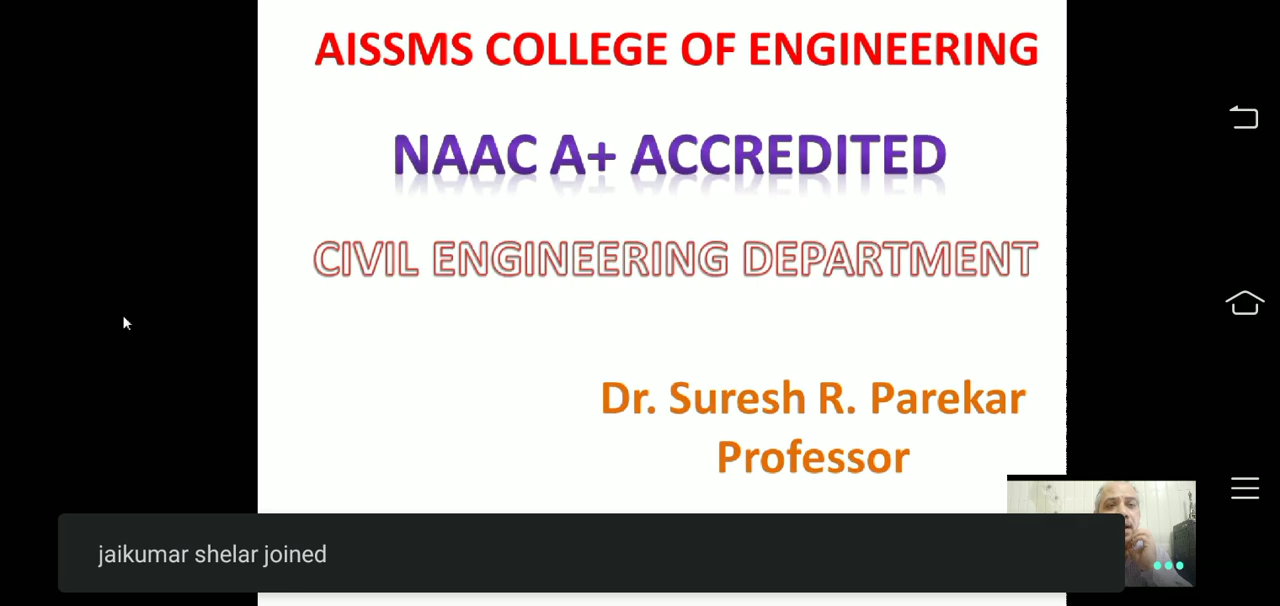 AISSMS COLLEGE OF ENGINEERING
NAAC A+ ACCREDITED
CIVIL ENGINEERING DEPARTMENT
Dr. Suresh R. Parekar
Professor
jaikumar shelar joined